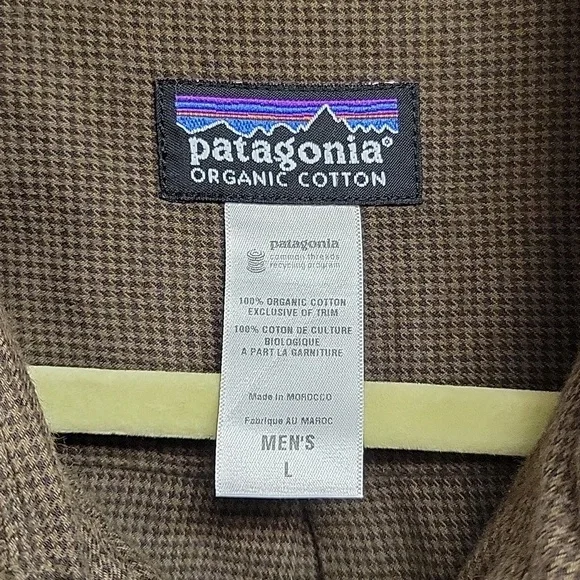 patagonia®
ORGANIC COTTON
patagonia
common threads
recycling program
100% ORGANIC COTTON
EXCLUSIVE OF TRIM
100% COTON DE CULTURE
BIOLOGIQUE
A PART LA GARNITURE
Made in MOROCCO
Fabrique AU MAROC
MEN'S
L